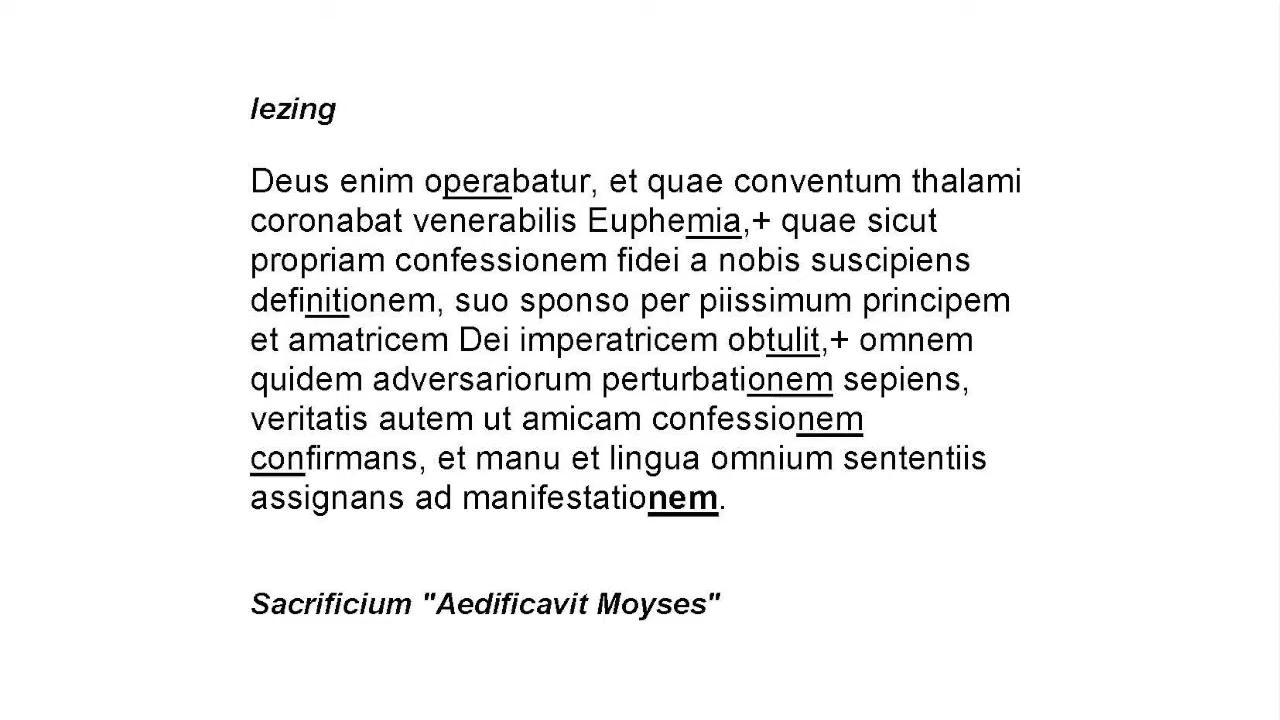 lezing
Deus enim operabatur, et quae conventum thalami
coronabat venerabilis Euphemia,+ quae sicut
propriam confessionem fidei a nobis suscipiens
definitionem, suo sponso per piissimum principem
et amatricem Dei imperatricem obtulit,+ omnem
quidem adversariorum perturbationem sepiens,
veritatis autem ut amicam confessionem
confirmans, et manu et lingua omnium sententiis
assignans ad manifestationem.
Sacrificium "Aedificavit Moyses"